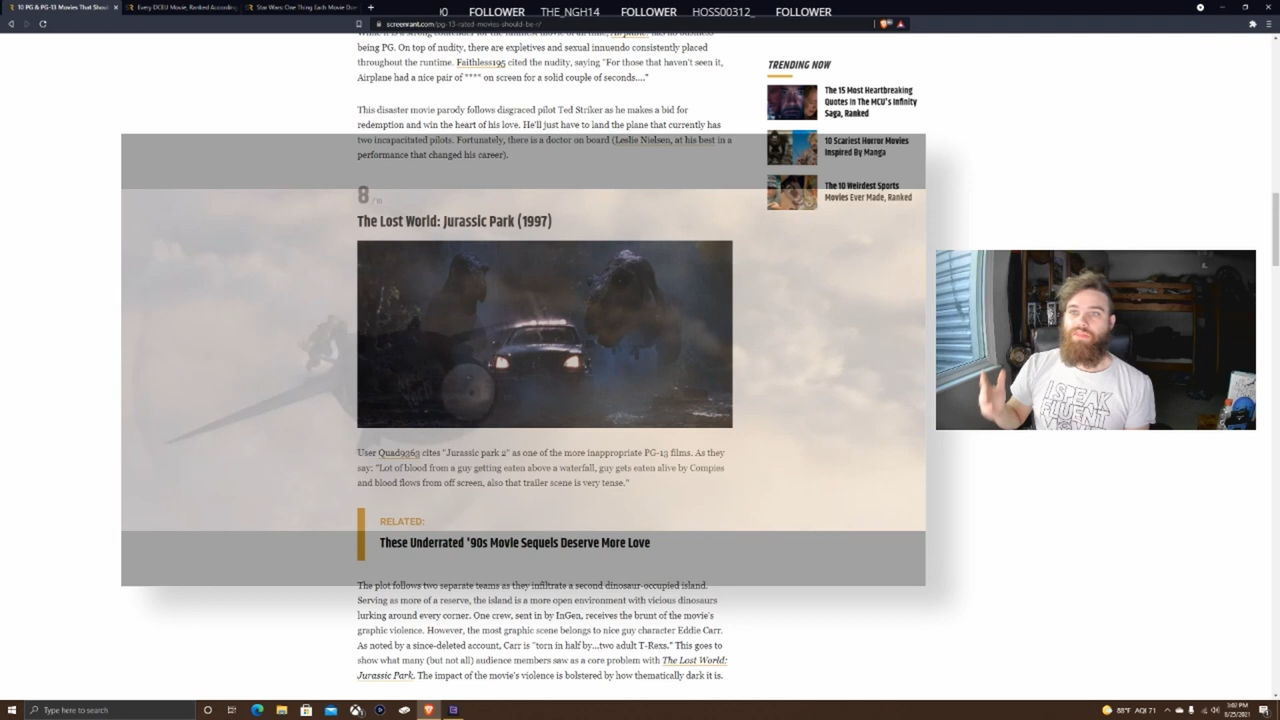 00 FOLLOWER THE_NGH14 FOLLOWER HOSS00312_ FOLLOWER
10 PG & PG-13 Movies That Shoul
Every DCEU Movie, Ranked According
Star Wars: One Thing Each Movie Do
screenrant.com/pg-13-rated-movies-should-be-r/
While it is a strong contender for the funniest movie of all time, Airplane! has no business
being PG. On top of nudity, there are expletives and sexual innuendo consistently placed
throughout the runtime. Faithless195 cited the nudity, saying "For those that haven't seen it,
Airplane had a nice pair of **** on screen for a solid couple of seconds...."
This disaster movie parody follows disgraced pilot Ted Striker as he makes a bid for
redemption and win the heart of his love. He'll just have to land the plane that currently has
two incapacitated pilots. Fortunately, there is a doctor on board (Leslie Nielsen, at his best in a
performance that changed his career).
8 /10
The Lost World: Jurassic Park (1997)
User Quad9363 cites "Jurassic park 2" as one of the more inappropriate PG-13 films. As they
say: "Lot of blood from a guy getting eaten above a waterfall, guy gets eaten alive by Compies
and blood flows from off screen, also that trailer scene is very tense."
RELATED:
These Underrated '90s Movie Sequels Deserve More Love
The plot follows two separate teams as they infiltrate a second dinosaur-occupied island.
Serving as more of a reserve, the island is a more open environment with vicious dinosaurs
lurking around every corner. One crew, sent in by InGen, receives the brunt of the movie's
graphic violence. However, the most graphic scene belongs to nice guy character Eddie Carr.
As noted by a since-deleted account, Carr is "torn in half by...two adult T-Rexs." This goes to
show what many (but not all) audience members saw as a core problem with The Lost World:
Jurassic Park. The impact of the movie's violence is bolstered by how thematically dark it is.
TRENDING NOW
The 15 Most Heartbreaking
Quotes In The MCU's Infinity
Saga, Ranked
10 Scariest Horror Movies
Inspired By Manga
The 10 Weirdest Sports
Movies Ever Made, Ranked
I SPEAK
FLUENT
Type here to search
88°F AQI 71
3:02 PM
8/25/2021